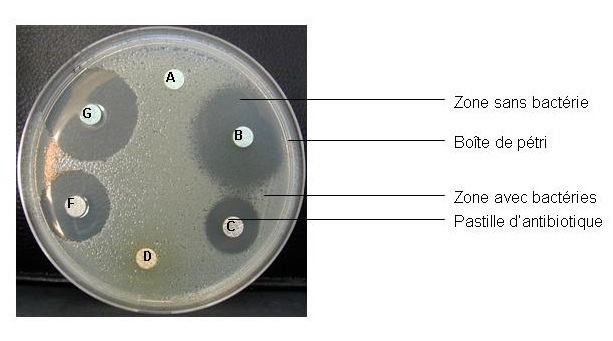 A
G
B
F
C
D
Zone sans bactérie
Boîte de pétri
Zone avec bactéries
Pastille d'antibiotique